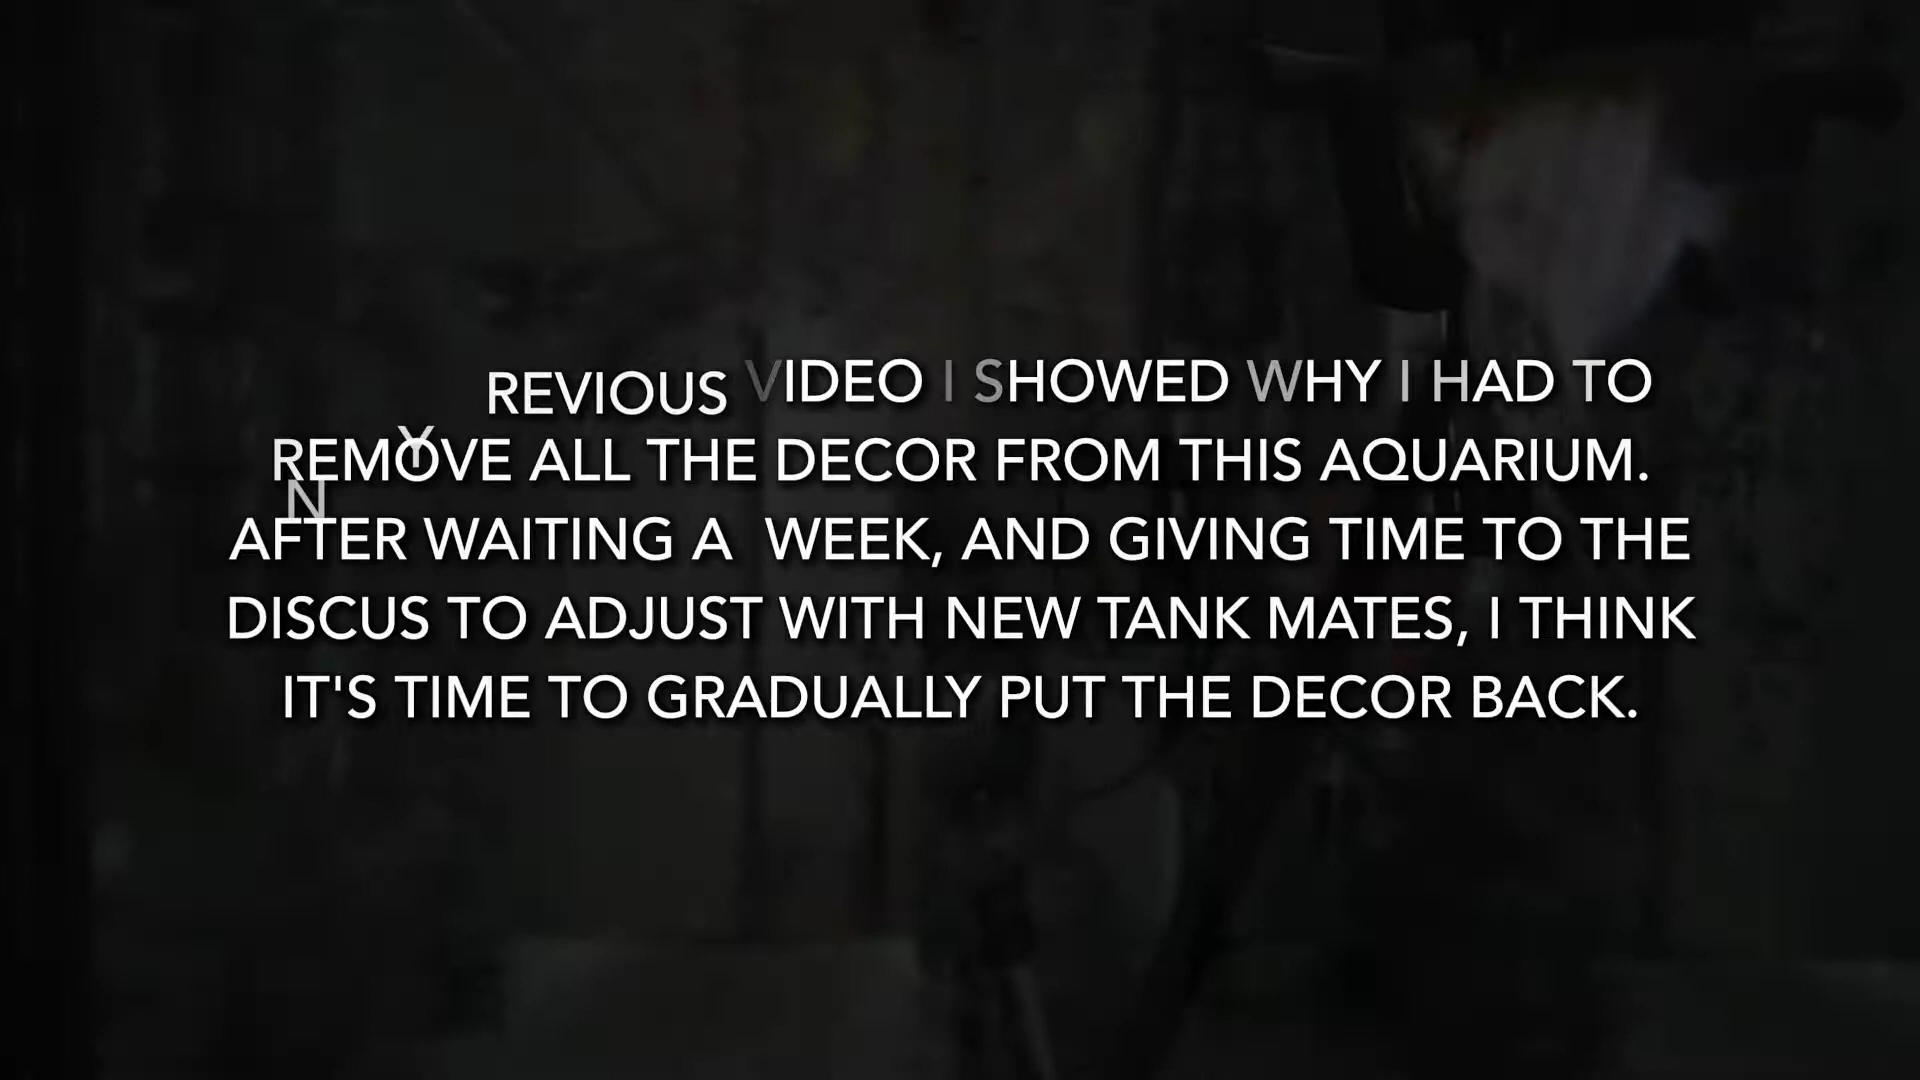 REVIOUS VIDEO I SHOWED WHY I HAD TO
Y
REMOVE ALL THE DECOR FROM THIS AQUARIUM.
N
AFTER WAITING A WEEK, AND GIVING TIME TO THE
DISCUS TO ADJUST WITH NEW TANK MATES, I THINK
IT'S TIME TO GRADUALLY PUT THE DECOR BACK.